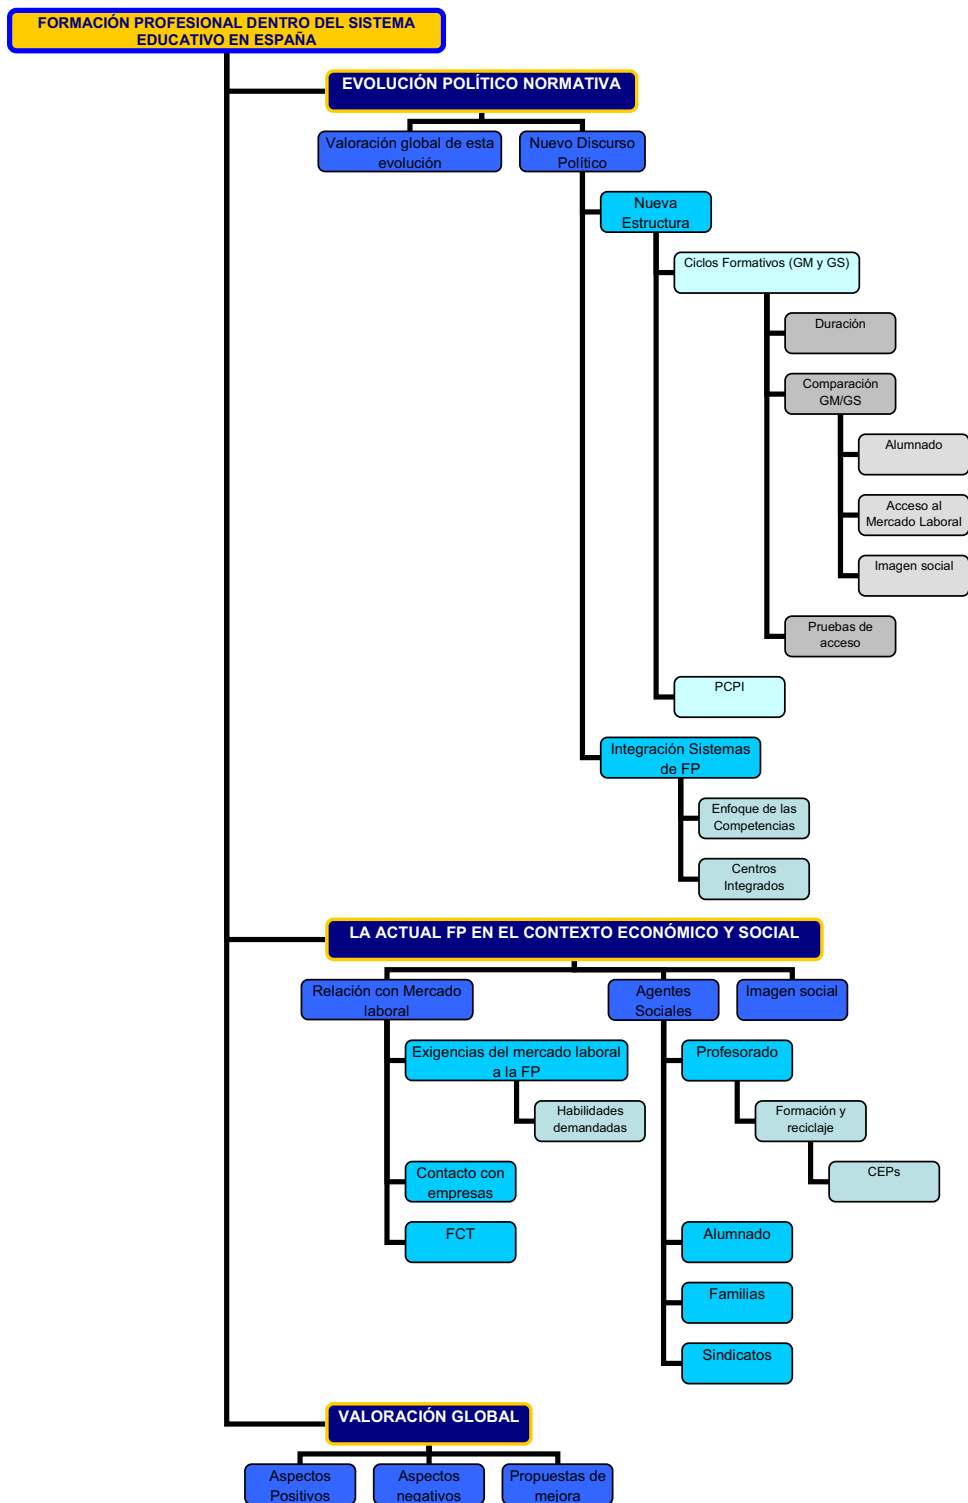 FORMACIÓN PROFESIONAL DENTRO DEL SISTEMA
EDUCATIVO EN ESPAÑA
EVOLUCIÓN POLÍTICO NORMATIVA
Valoración global de esta
evolución
Nuevo Discurso
Político
Nueva
Estructura
Ciclos Formativos (GM y GS)
Duración
Comparación
GM/GS
Alumnado
Acceso al
Mercado Laboral
Imagen social
Pruebas de
acceso
PCPI
Integración Sistemas
de FP
Enfoque de las
Competencias
Centros
Integrados
LA ACTUAL FP EN EL CONTEXTO ECONÓMICO Y SOCIAL
Relación con Mercado
laboral
Agentes
Sociales
Imagen social
Exigencias del mercado laboral
a la FP
Profesorado
Habilidades
demandadas
Formación y
reciclaje
Contacto con
empresas
CEPs
FCT
Alumnado
Familias
Sindicatos
VALORACIÓN GLOBAL
Aspectos
Positivos
Aspectos
negativos
Propuestas de
mejora